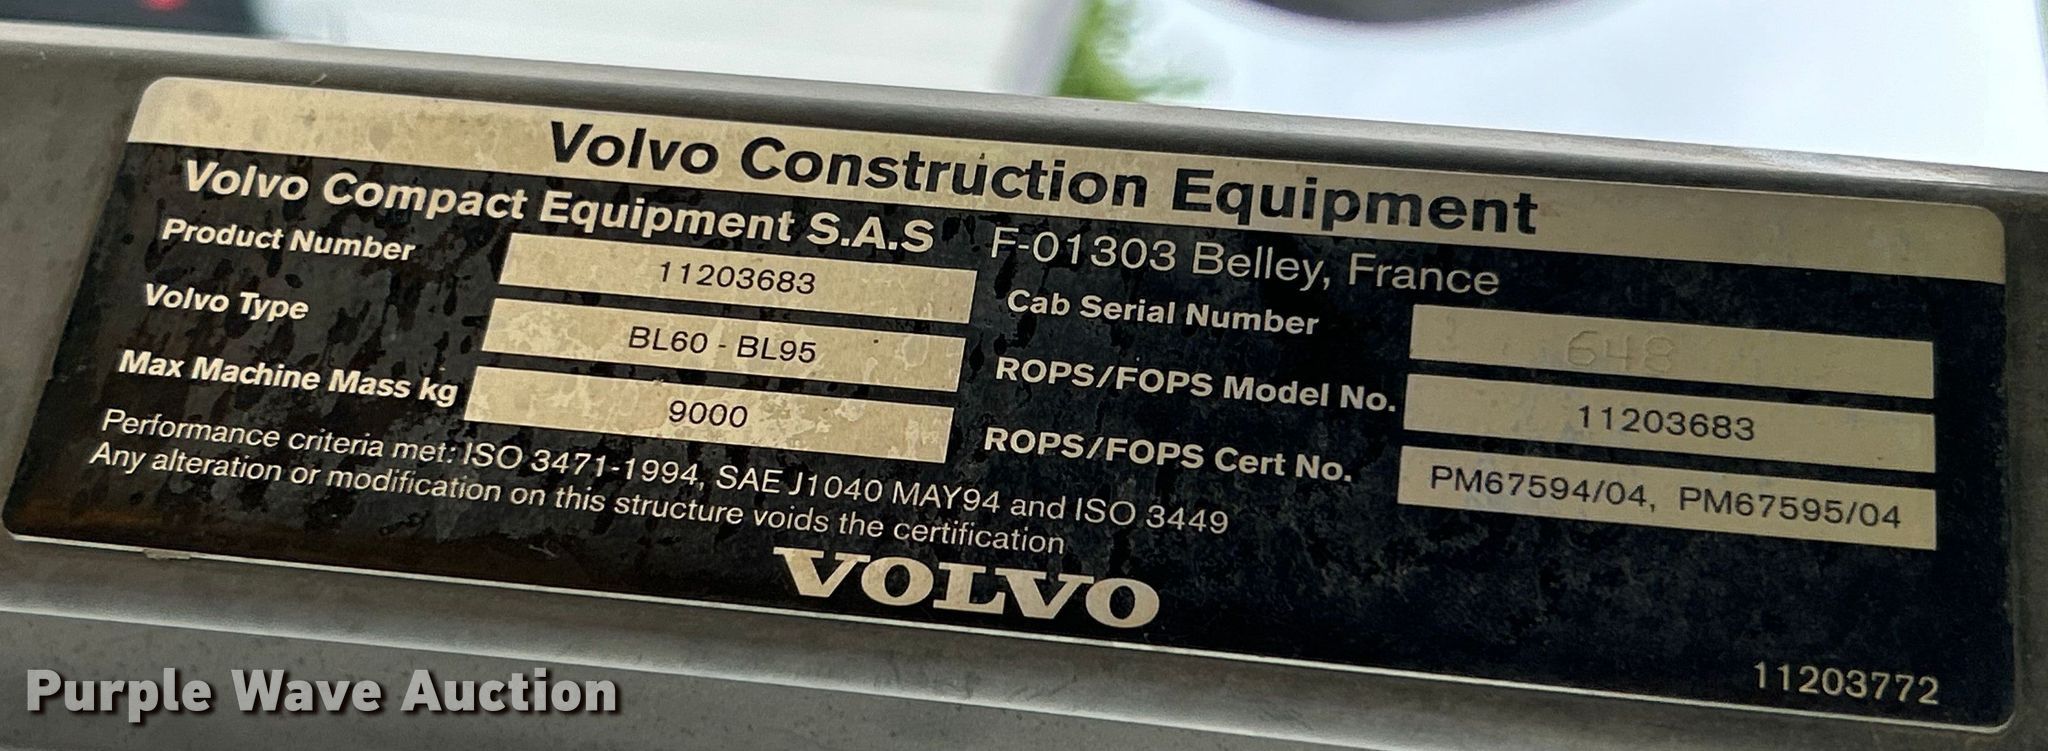 Volvo Construction Equipment
Volvo Compact Equipment S.A.S F-01303 Belley, France
Product Number 11203683 Cab Serial Number 648
Volvo Type BL60 - BL95 ROPS/FOPS Model No. 11203683
Max Machine Mass kg 9000 ROPS/FOPS Cert No. PM67594/04, PM67595/04
Performance criteria met: ISO 3471-1994, SAE J1040 MAY94 and ISO 3449
Any alteration or modification on this structure voids the certification
VOLVO
11203772
Purple Wave Auction